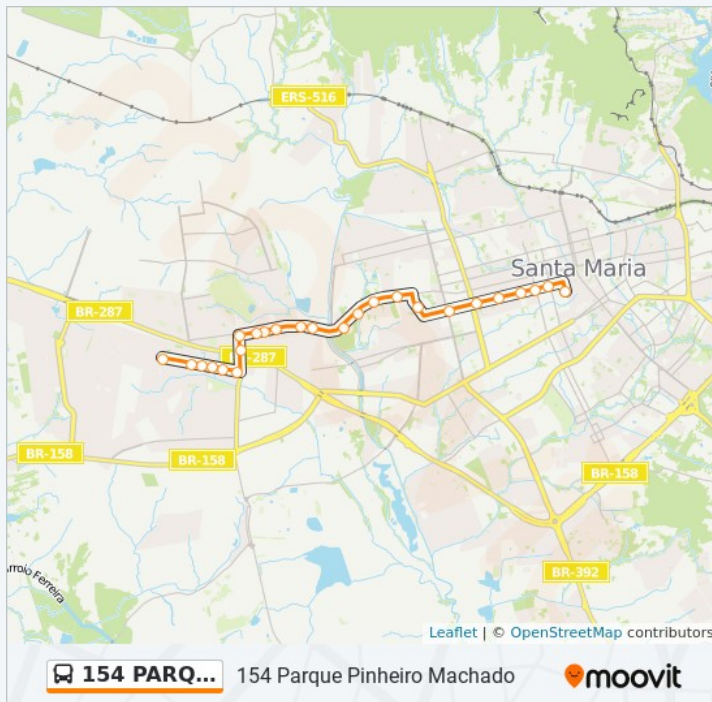 ERS-516
Santa Maria
BR-287
BR-287
BR-158
BR-158
BR-158
BR-392
Arroio Ferreira
Leaflet | © OpenStreetMap contributors
154 PARQ... 154 Parque Pinheiro Machado moovit